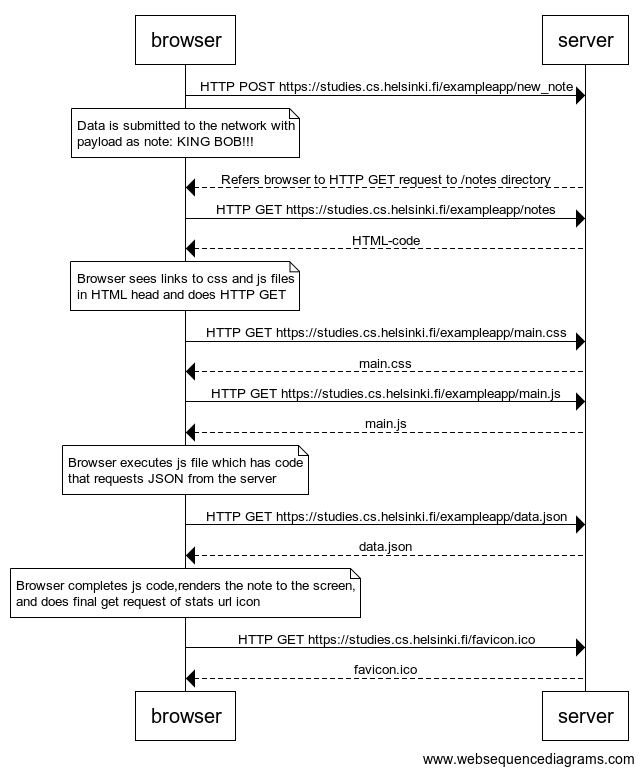 browser
server
HTTP POST https://studies.cs.helsinki.fi/exampleapp/new_note
Data is submitted to the network with
payload as note: KING BOB!!!
Refers browser to HTTP GET request to /notes directory
HTTP GET https://studies.cs.helsinki.fi/exampleapp/notes
HTML-code
Browser sees links to css and js files
in HTML head and does HTTP GET
HTTP GET https://studies.cs.helsinki.fi/exampleapp/main.css
main.css
HTTP GET https://studies.cs.helsinki.fi/exampleapp/main.js
main.js
Browser executes js file which has code
that requests JSON from the server
HTTP GET https://studies.cs.helsinki.fi/exampleapp/data.json
data.json
Browser completes js code,renders the note to the screen,
and does final get request of stats url icon
HTTP GET https://studies.cs.helsinki.fi/favicon.ico
favicon.ico
browser
server
www.websequencediagrams.com